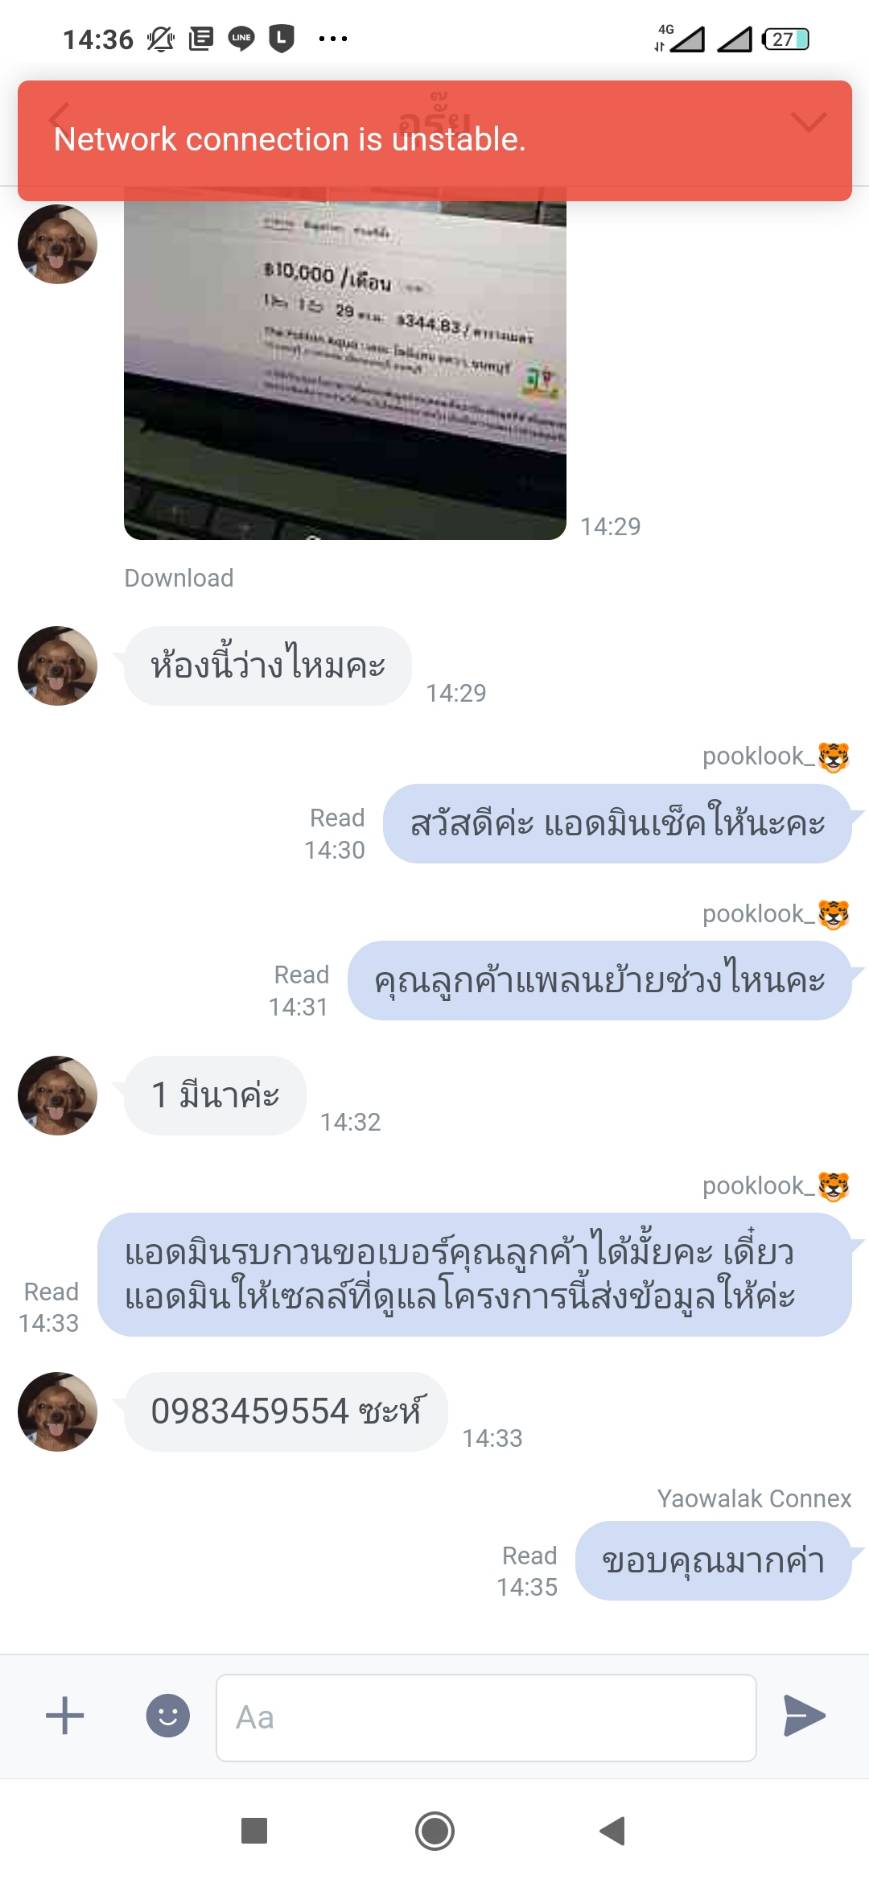 14:36
LINE
L
4G
27
อรั๊ย
Network connection is unstable.
฿10,000 /เดือน
29
฿344.83 / ตารางเมตร
14:29
Download
ห้องนี้ว่างไหมคะ
14:29
pooklook_🐯
สวัสดีค่ะ แอดมินเช็คให้นะคะ
Read
14:30
pooklook_🐯
คุณลูกค้าแพลนย้ายช่วงไหนคะ
Read
14:31
1 มีนาค่ะ
14:32
pooklook_🐯
แอดมินรบกวนขอเบอร์คุณลูกค้าได้มั้ยคะ เดี๋ยว
แอดมินให้เซลล์ที่ดูแลโครงการนี้ส่งข้อมูลให้ค่ะ
Read
14:33
0983459554 ซะห์
14:33
Yaowalak Connex
ขอบคุณมากค่า
Read
14:35
Aa